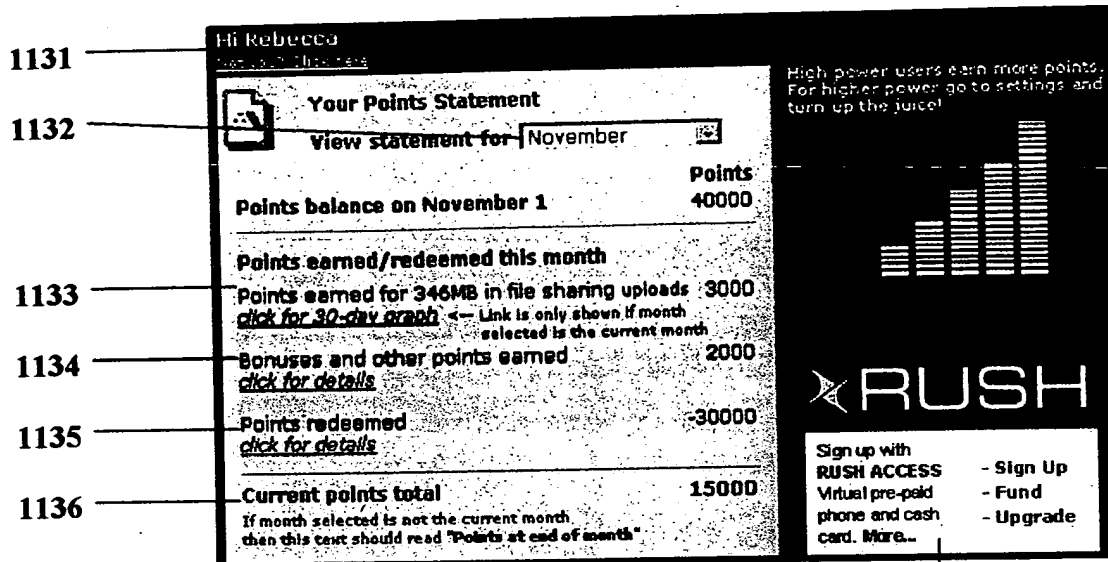 1131
Hi Rebecca
Not you? Click here
High power users earn more points.
For higher power go to settings and
turn up the juice!
Your Points Statement
1132
View statement for November
Points
Points balance on November 1 40000
Points earned/redeemed this month
1133
Points earned for 346MB in file sharing uploads 3000
click for 30-day graph <-- Link is only shown if month
selected is the current month
1134
Bonuses and other points earned 2000
click for details
1135
Points redeemed -30000
click for details
1136
Current points total 15000
If month selected is not the current month
then this text should read "Points at end of month"
RUSH
Sign up with
RUSH ACCESS
Virtual pre-paid
phone and cash
card. More...
- Sign Up
- Fund
- Upgrade